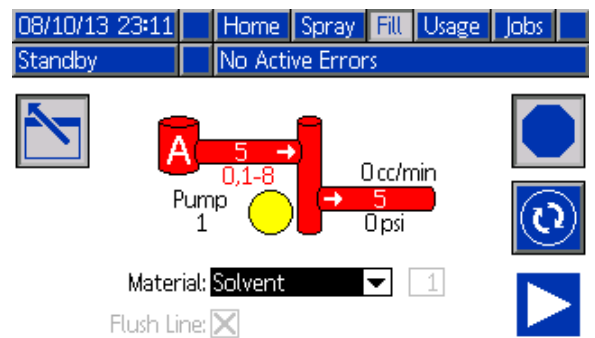 08/10/13 23:11 Home Spray Fill Usage Jobs
Standby No Active Errors
A 5
0,1-8
0 cc/min
Pump
1
5
0 psi
Material: Solvent 1
Flush Line: